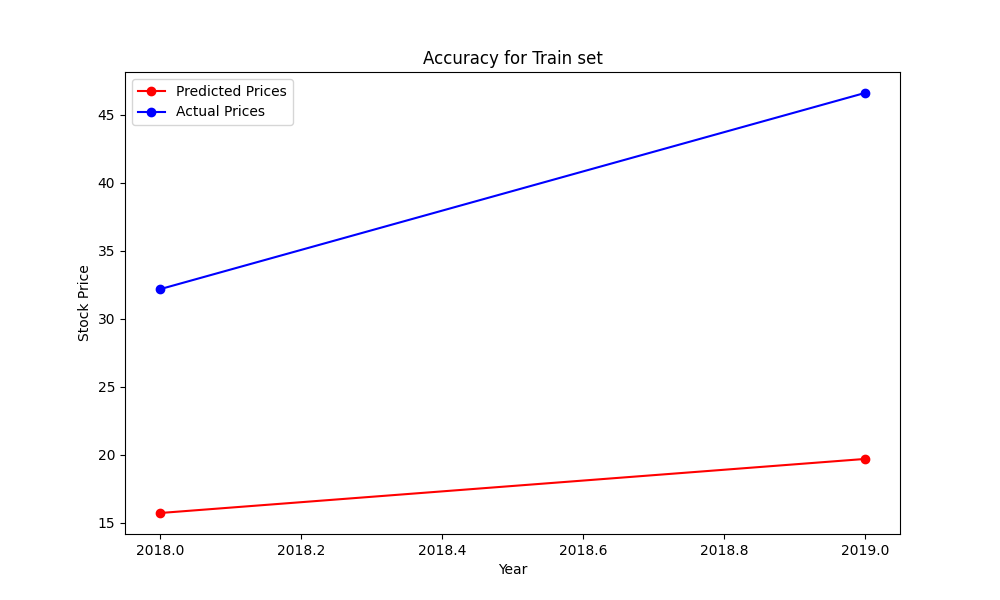 Accuracy for Train set
Predicted Prices
Actual Prices
45
40
35
30
25
20
15
Stock Price
2018.0 2018.2 2018.4 2018.6 2018.8 2019.0
Year